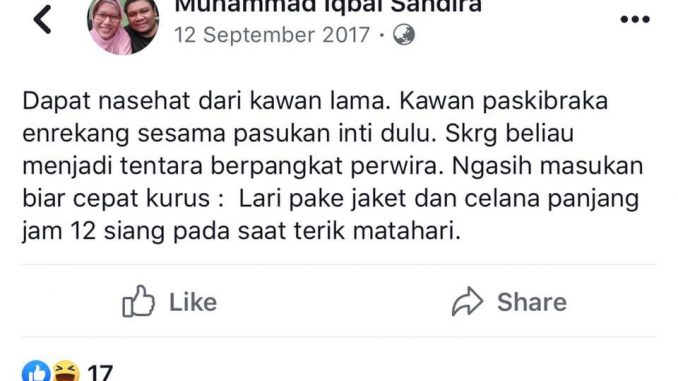 Muhammad Iqbal Sandira
12 September 2017 ·
Dapat nasehat dari kawan lama. Kawan paskibraka
enrekang sesama pasukan inti dulu. Skrg beliau
menjadi tentara berpangkat perwira. Ngasih masukan
biar cepat kurus :  Lari pake jaket dan celana panjang
jam 12 siang pada saat terik matahari.
Like
Share
17